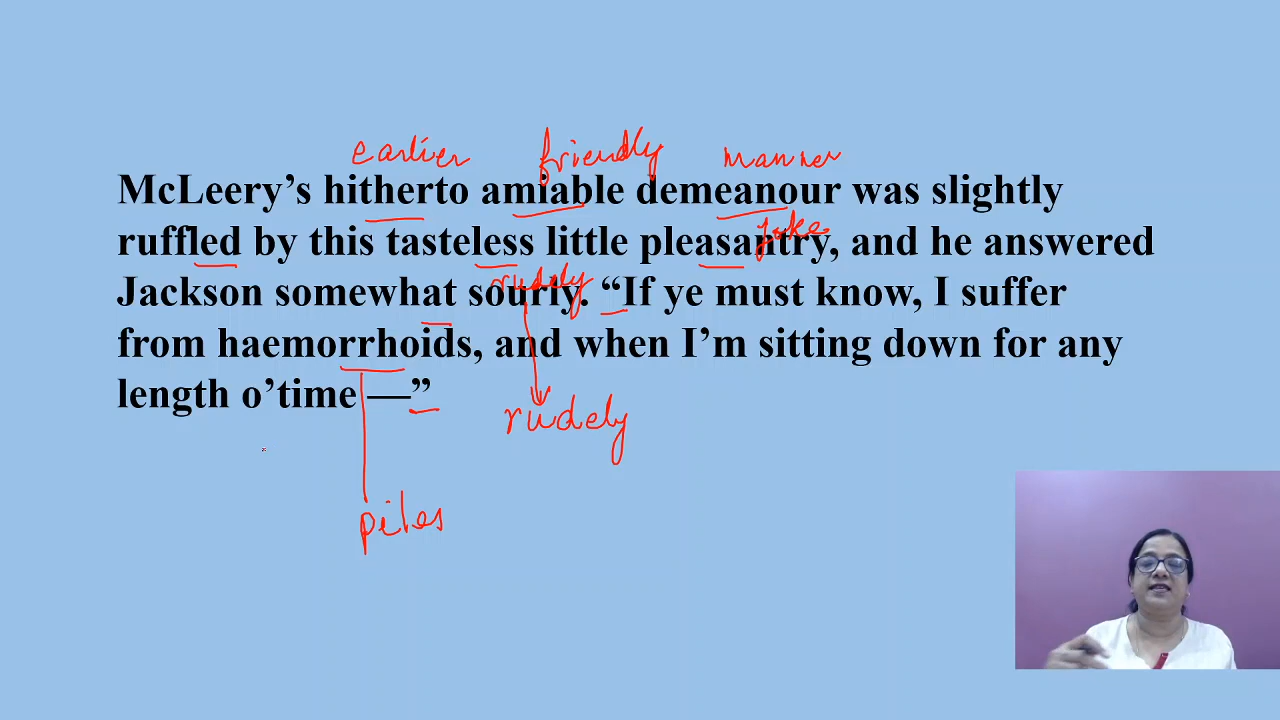 earlier friendly manner
McLeery’s hitherto amiable demeanour was slightly
joke
ruffled by this tasteless little pleasantry, and he answered
rudely
Jackson somewhat sourly. “If ye must know, I suffer
from haemorrhoids, and when I’m sitting down for any
length o’time —”
rudely
piles